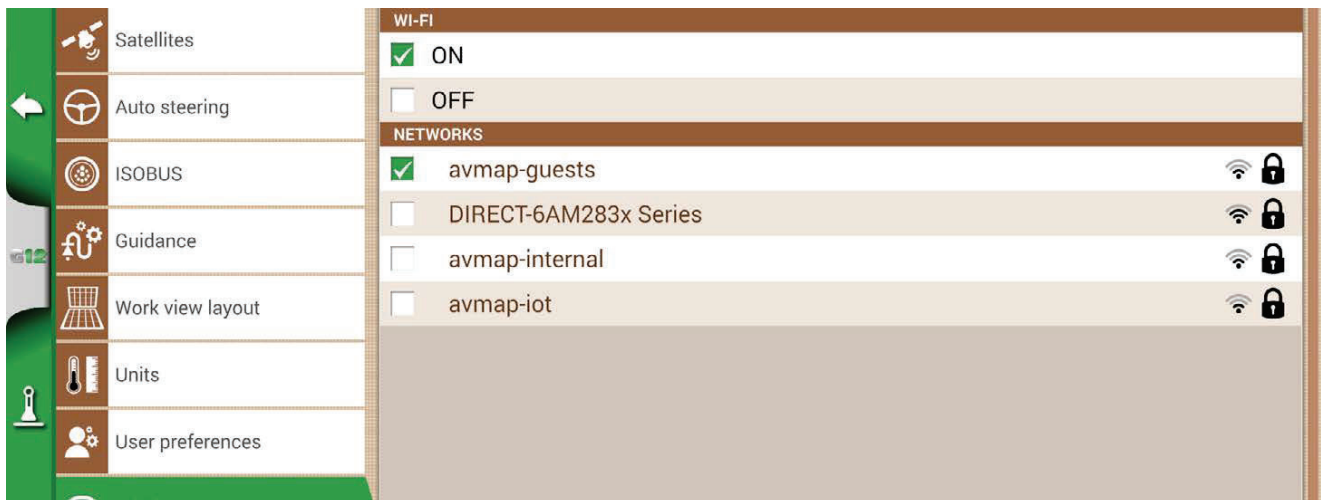 Satellites
Auto steering
ISOBUS
Guidance
Work view layout
Units
User preferences
G12
WI-FI
ON
OFF
NETWORKS
avmap-guests
DIRECT-6AM283x Series
avmap-internal
avmap-iot